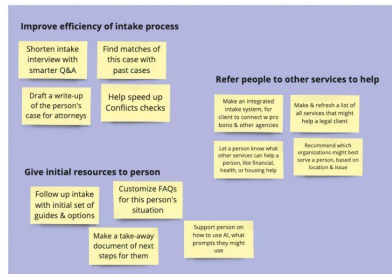 Improve efficiency of intake process
Shorten intake
interview with
smarter Q&A
Find matches of
this case with
past cases
Draft a write-up
of the person's
case for attorneys
Help speed up
Conflicts checks
Refer people to other services to help
Make an integrated
intake system, for
client to connect w pro
bonos & other agencies
Make & refresh a list of
all services that might
help a legal client
Let a person know what
other services can help a
person, like financial,
health, or housing help
Recommend which
organizations might best
serve a person, based on
location & issue
Give initial resources to person
Follow up intake
with initial set of
guides & options
Customize FAQs
for this person's
situation
Make a take-away
document of next
steps for them
Support person on
how to use AI, what
prompts they might
use